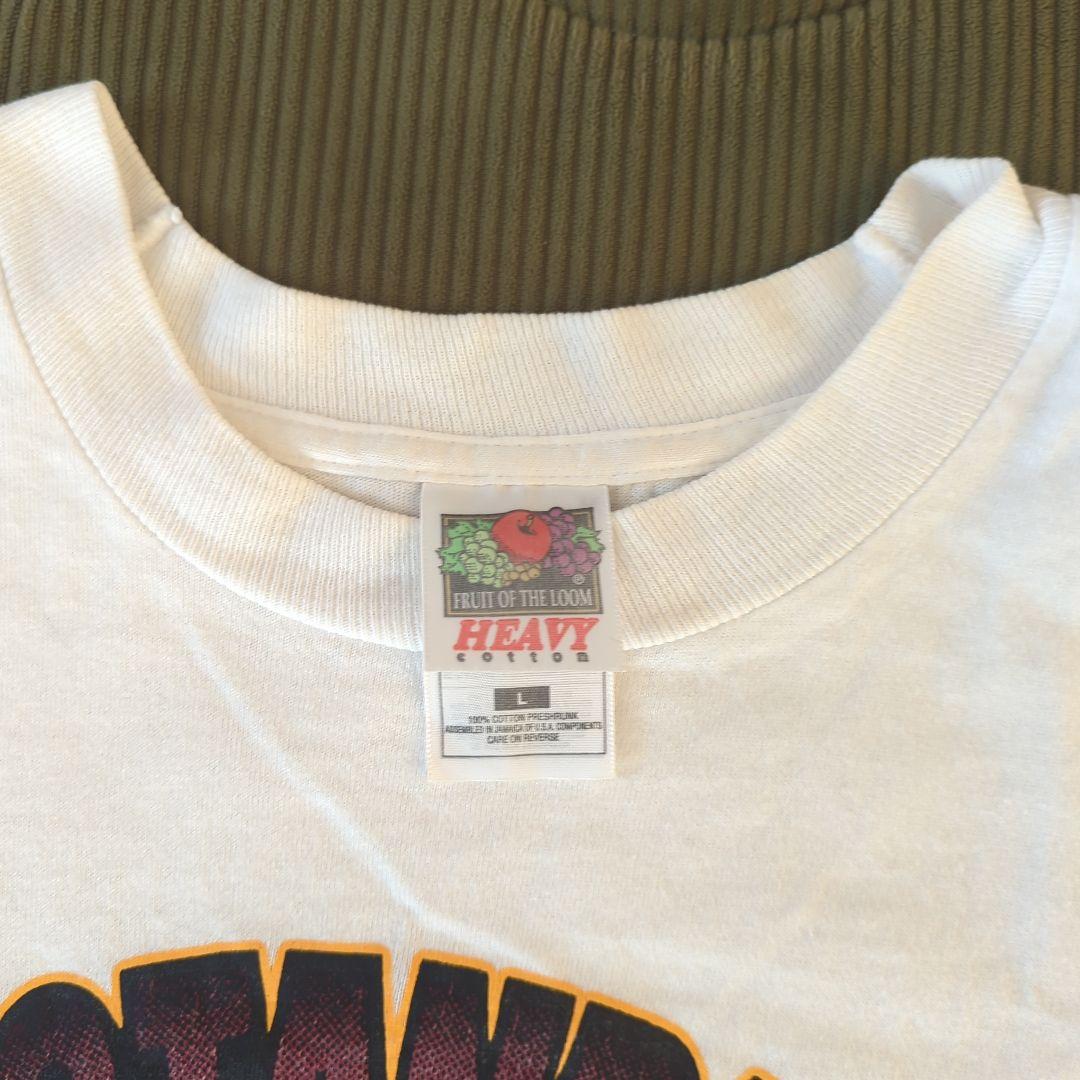 ®
FRUIT OF THE LOOM
HEAVY
cotton
L
100% COTTON PRESHRUNK
ASSEMBLED IN JAMAICA OF U.S.A. COMPONENTS
CARE ON REVERSE